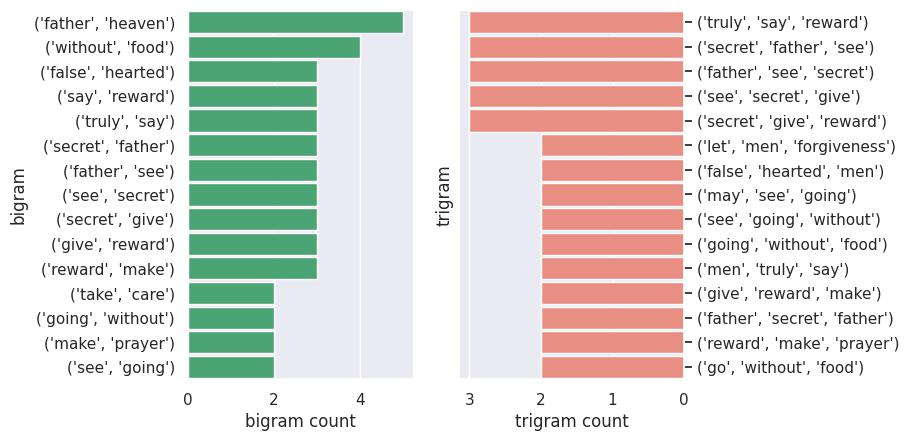 bigram
('father', 'heaven')
('without', 'food')
('false', 'hearted')
('say', 'reward')
('truly', 'say')
('secret', 'father')
('father', 'see')
('see', 'secret')
('secret', 'give')
('give', 'reward')
('reward', 'make')
('take', 'care')
('going', 'without')
('make', 'prayer')
('see', 'going')
0 2 4
bigram count
trigram
('truly', 'say', 'reward')
('secret', 'father', 'see')
('father', 'see', 'secret')
('see', 'secret', 'give')
('secret', 'give', 'reward')
('let', 'men', 'forgiveness')
('false', 'hearted', 'men')
('may', 'see', 'going')
('see', 'going', 'without')
('going', 'without', 'food')
('men', 'truly', 'say')
('give', 'reward', 'make')
('father', 'secret', 'father')
('reward', 'make', 'prayer')
('go', 'without', 'food')
3 2 1 0
trigram count